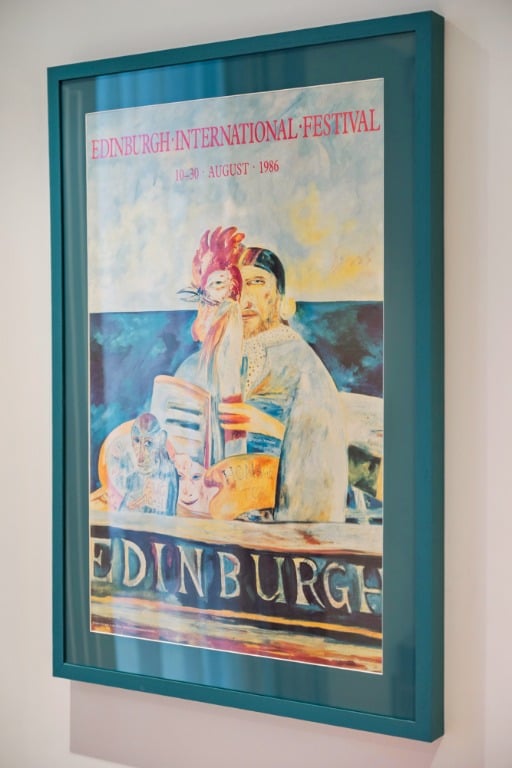 EDINBURGH·INTERNATIONAL·FESTIVAL
10–30 · AUGUST · 1986
EDINBURGH